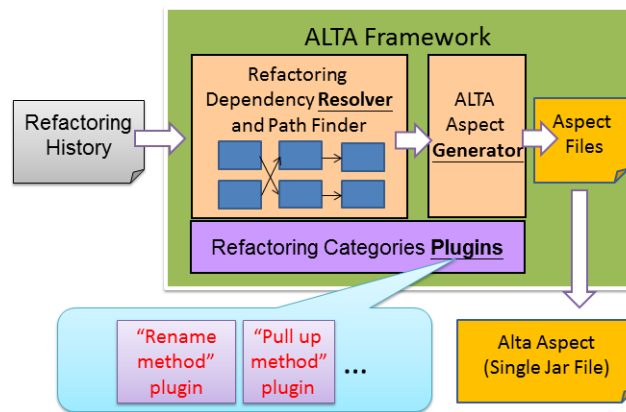 ALTA Framework
Refactoring
History
Refactoring
Dependency Resolver
and Path Finder
ALTA
Aspect
Generator
Aspect
Files
Refactoring Categories Plugins
“Rename
method”
plugin
“Pull up
method”
plugin
...
Alta Aspect
(Single Jar File)